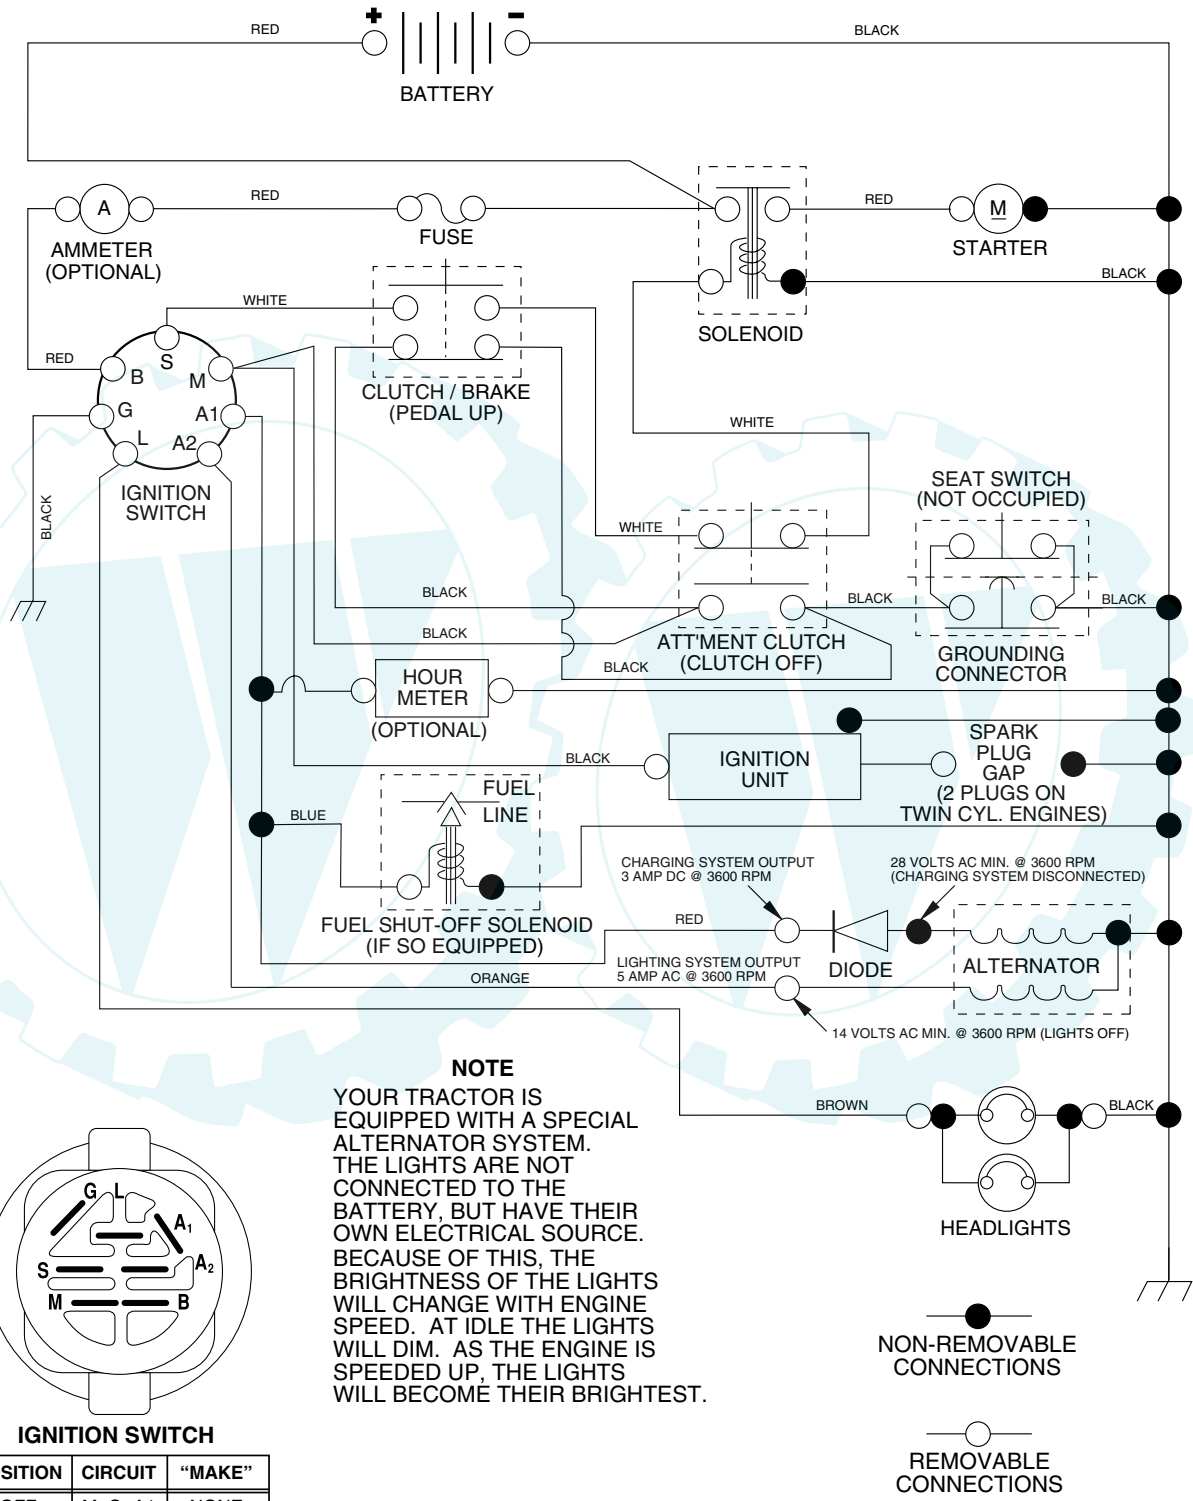 +
−
RED
BLACK
BATTERY
A
RED
RED
M
AMMETER
(OPTIONAL)
FUSE
STARTER
BLACK
WHITE
SOLENOID
RED
S
B
M
G
A1
L
A2
CLUTCH / BRAKE
(PEDAL UP)
WHITE
IGNITION
SWITCH
BLACK
SEAT SWITCH
(NOT OCCUPIED)
WHITE
BLACK
BLACK
BLACK
BLACK
ATT'MENT CLUTCH
(CLUTCH OFF)
BLACK
GROUNDING
CONNECTOR
HOUR
METER
(OPTIONAL)
BLACK
IGNITION
UNIT
SPARK
PLUG
GAP
(2 PLUGS ON
TWIN CYL. ENGINES)
FUEL
LINE
BLUE
CHARGING SYSTEM OUTPUT
3 AMP DC @ 3600 RPM
28 VOLTS AC MIN. @ 3600 RPM
(CHARGING SYSTEM DISCONNECTED)
FUEL SHUT-OFF SOLENOID
(IF SO EQUIPPED)
RED
LIGHTING SYSTEM OUTPUT
5 AMP AC @ 3600 RPM
DIODE
ALTERNATOR
ORANGE
14 VOLTS AC MIN. @ 3600 RPM (LIGHTS OFF)
NOTE
YOUR TRACTOR IS
EQUIPPED WITH A SPECIAL
ALTERNATOR SYSTEM.
THE LIGHTS ARE NOT
CONNECTED TO THE
BATTERY, BUT HAVE THEIR
OWN ELECTRICAL SOURCE.
BECAUSE OF THIS, THE
BRIGHTNESS OF THE LIGHTS
WILL CHANGE WITH ENGINE
SPEED. AT IDLE THE LIGHTS
WILL DIM. AS THE ENGINE IS
SPEEDED UP, THE LIGHTS
WILL BECOME THEIR BRIGHTEST.
BROWN
BLACK
HEADLIGHTS
G L
A1
A2
S
M
B
IGNITION SWITCH
SITION CIRCUIT “MAKE”
NON-REMOVABLE
CONNECTIONS
REMOVABLE
CONNECTIONS